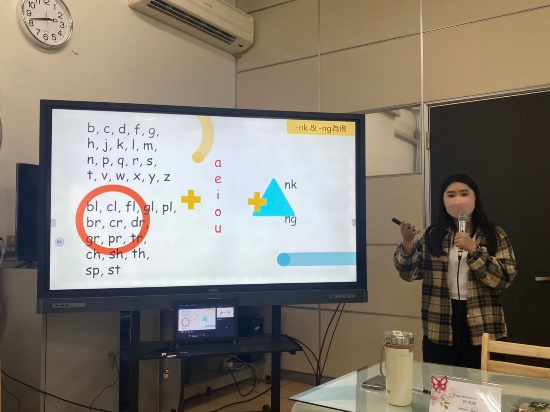 -nk & -ng為例
b, c, d, f, g,
h, j, k, l, m,
n, p, q, r, s,
t, v, w, x, y, z
bl, cl, fl, gl, pl,
br, cr, dr,
gr, pr, tr,
ch, sh, th,
sp, st
a
e
i
o
u
nk
ng